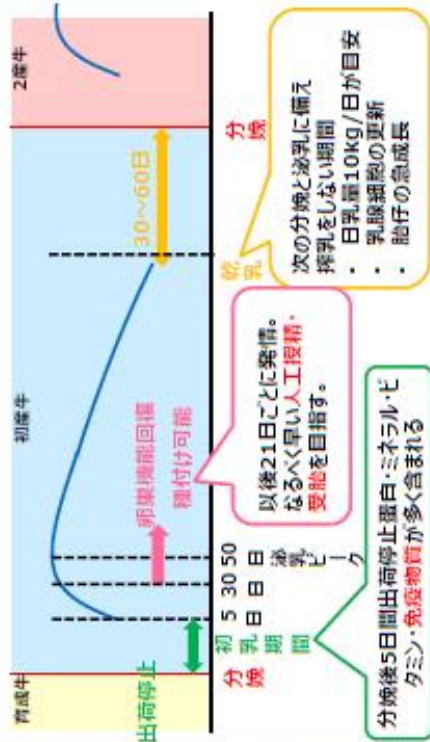 育成牛
初産牛
2産牛
出荷停止
卵巣機能回復
種付け可能
30～60日
分娩
初乳期間
5日
30日
50日
泌乳ピーク
乾乳
分娩
以後21日ごとに発情。
なるべく早い人工授精・
受胎を目指す。
次の分娩と泌乳に備え
搾乳をしない期間
・ 日乳量10kg/日が目安
・ 乳腺細胞の更新
・ 胎仔の急成長
分娩後5日間出荷停止蛋白・ミネラル・ビ
タミン・免疫物質が多く含まれる